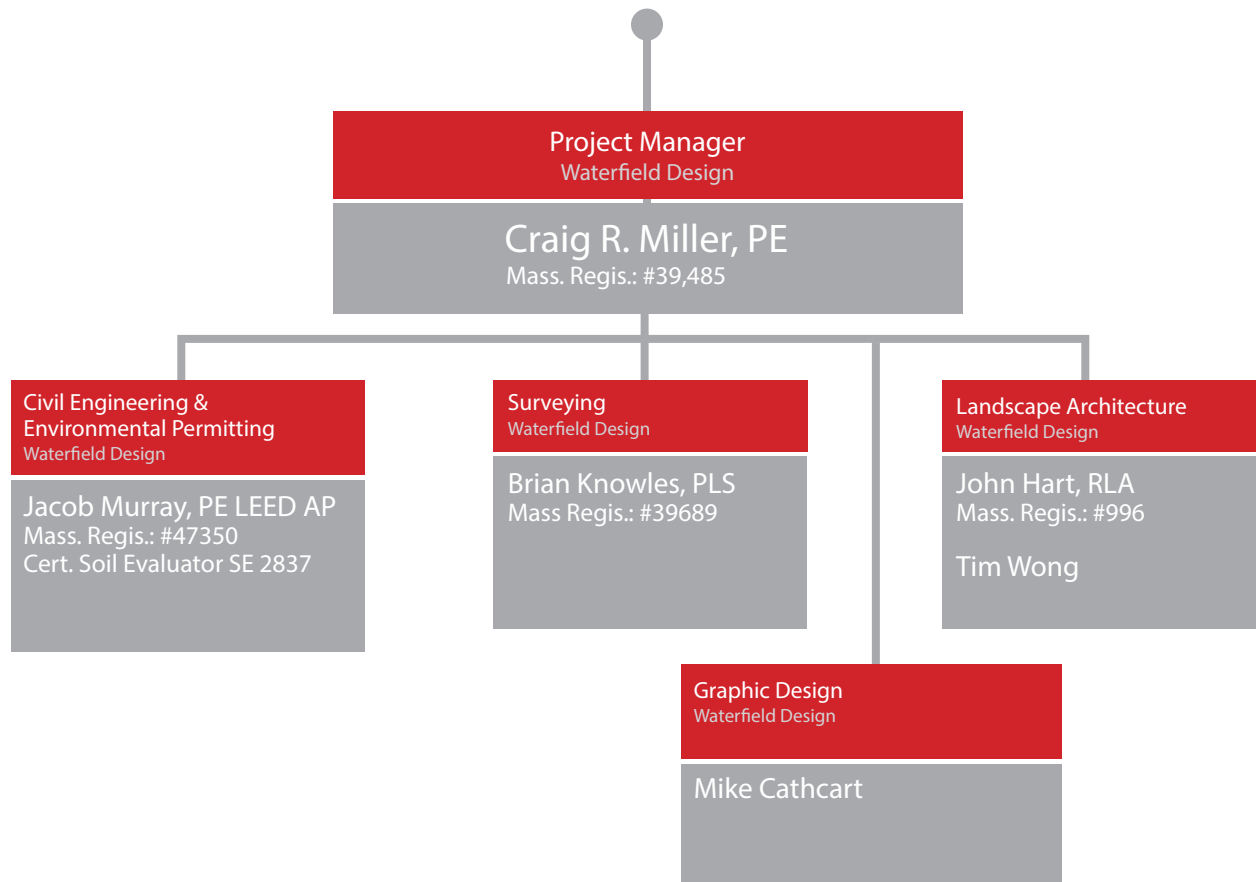 Project Manager
Waterfield Design
Craig R. Miller, PE
Mass. Regis.: #39,485
Civil Engineering &
Environmental Permitting
Waterfield Design
Jacob Murray, PE LEED AP
Mass. Regis.: #47350
Cert. Soil Evaluator SE 2837
Surveying
Waterfield Design
Brian Knowles, PLS
Mass Regis.: #39689
Landscape Architecture
Waterfield Design
John Hart, RLA
Mass. Regis.: #996
Tim Wong
Graphic Design
Waterfield Design
Mike Cathcart